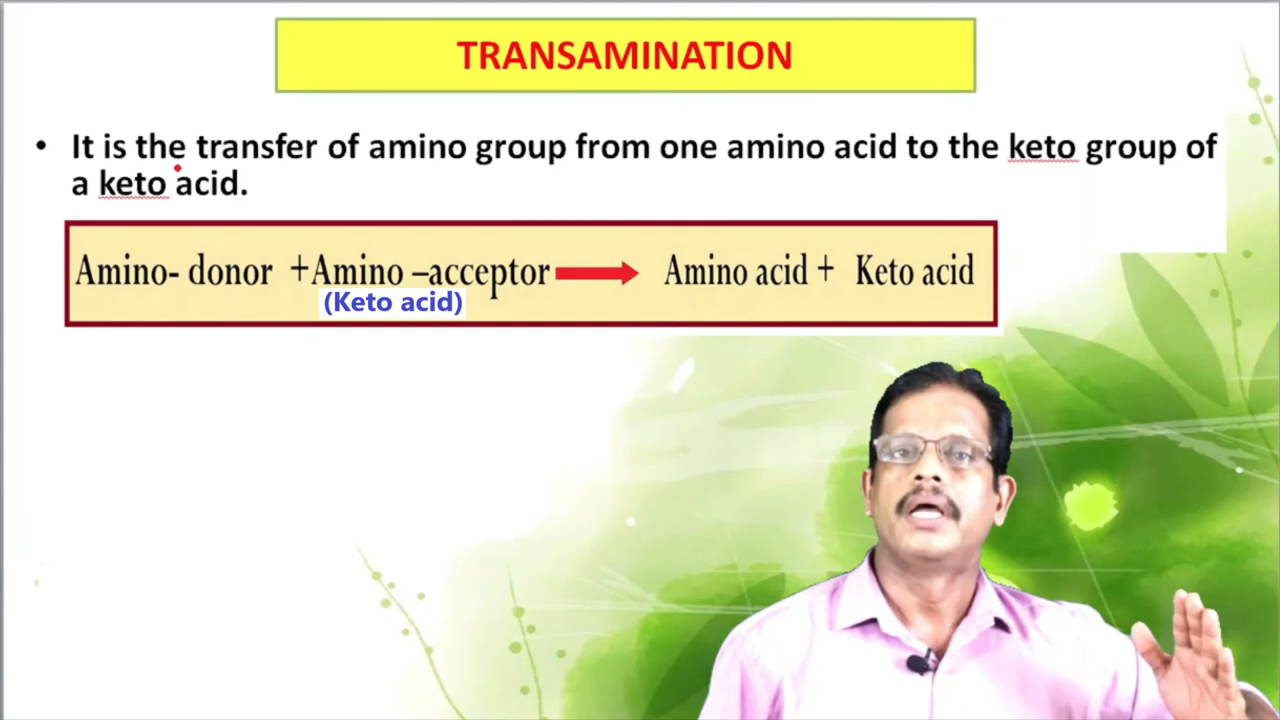 TRANSAMINATION
• It is the transfer of amino group from one amino acid to the keto group of
a keto acid.
Amino- donor +Amino –acceptor Amino acid + Keto acid
(Keto acid)